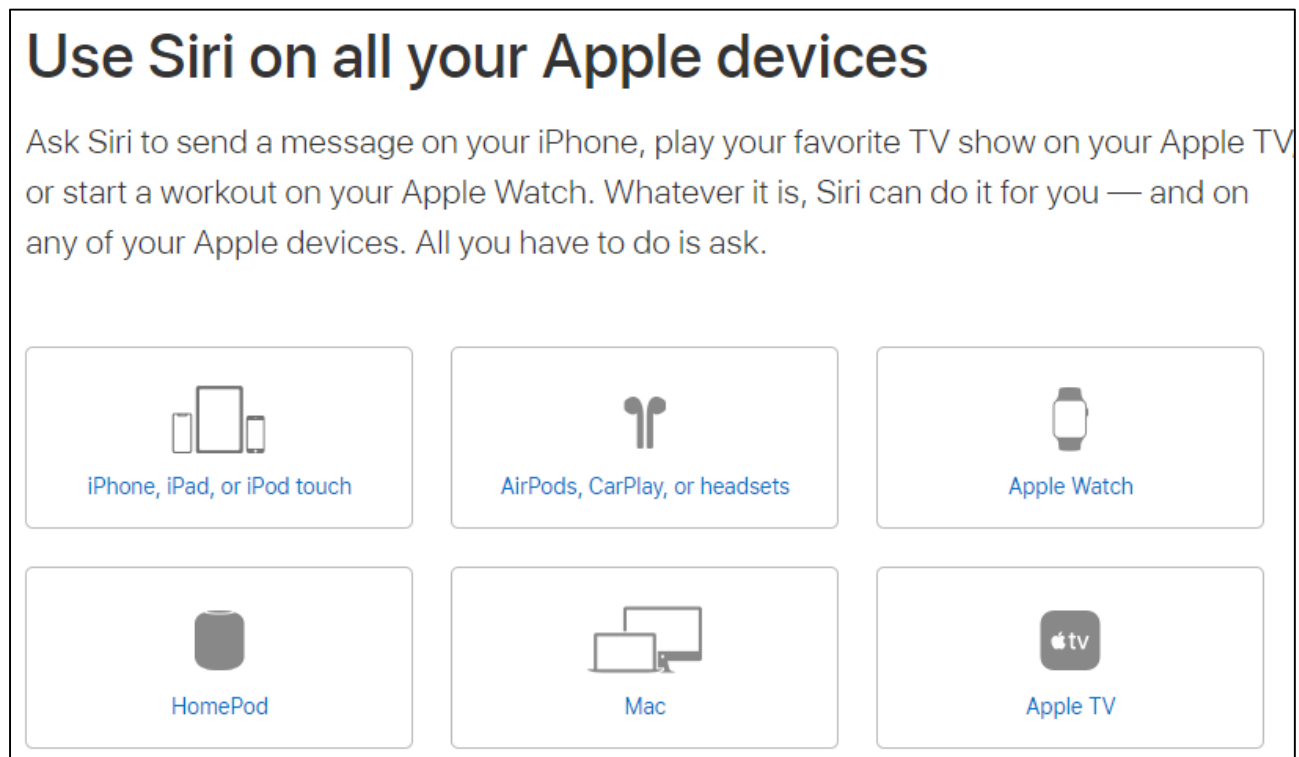 Use Siri on all your Apple devices
Ask Siri to send a message on your iPhone, play your favorite TV show on your Apple TV,
or start a workout on your Apple Watch. Whatever it is, Siri can do it for you — and on
any of your Apple devices. All you have to do is ask.
iPhone, iPad, or iPod touch
AirPods, CarPlay, or headsets
Apple Watch
tv
HomePod
Mac
Apple TV